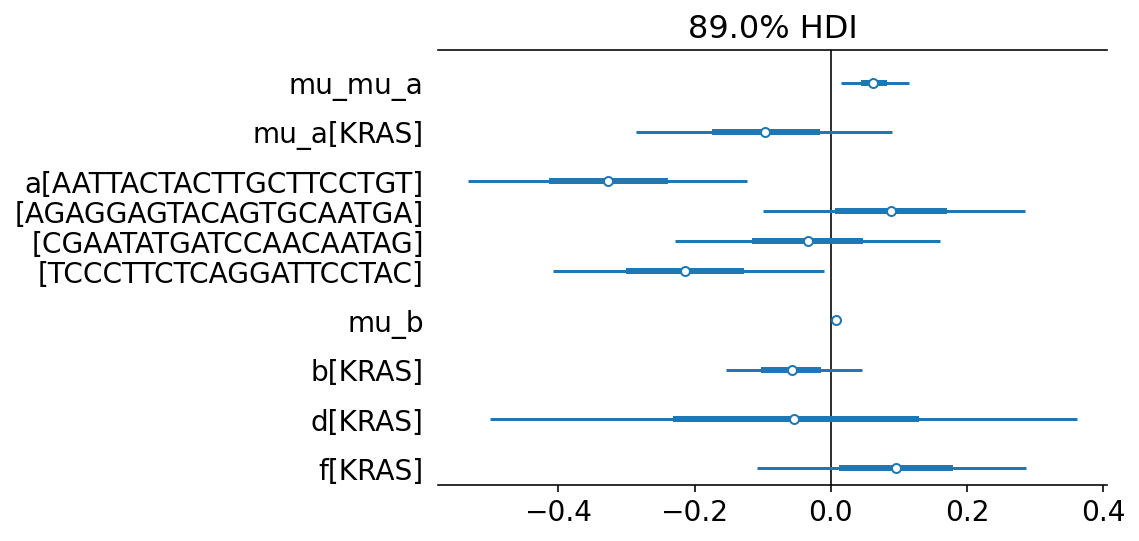 89.0% HDI
mu_mu_a
mu_a[KRAS]
a[AATTACTACTTGCTTCCTGT]
[AGAGGAGTACAGTGCAATGA]
[CGAATATGATCCAACAATAG]
[TCCCTTCTCAGGATTCCTAC]
mu_b
b[KRAS]
d[KRAS]
f[KRAS]
−0.4 −0.2 0.0 0.2 0.4